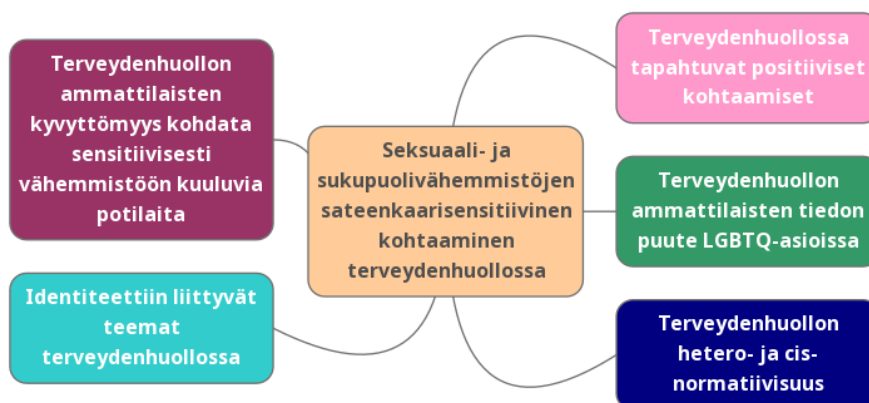 Terveydenhuollon
ammattilaisten
kyvyttömyys kohdata
sensitiivisesti
vähemmistöön kuuluvia
potilaita
Identiteettiin liittyvät
teemat
terveydenhuollossa
Seksuaali- ja
sukupuolivähemmistöjen
sateenkaarisensitiivinen
kohtaaminen
terveydenhuollossa
Terveydenhuollossa
tapahtuvat positiiviset
kohtaamiset
Terveydenhuollon
ammattilaisten tiedon
puute LGBTQ-asioissa
Terveydenhuollon
hetero- ja cis-
normatiivisuus